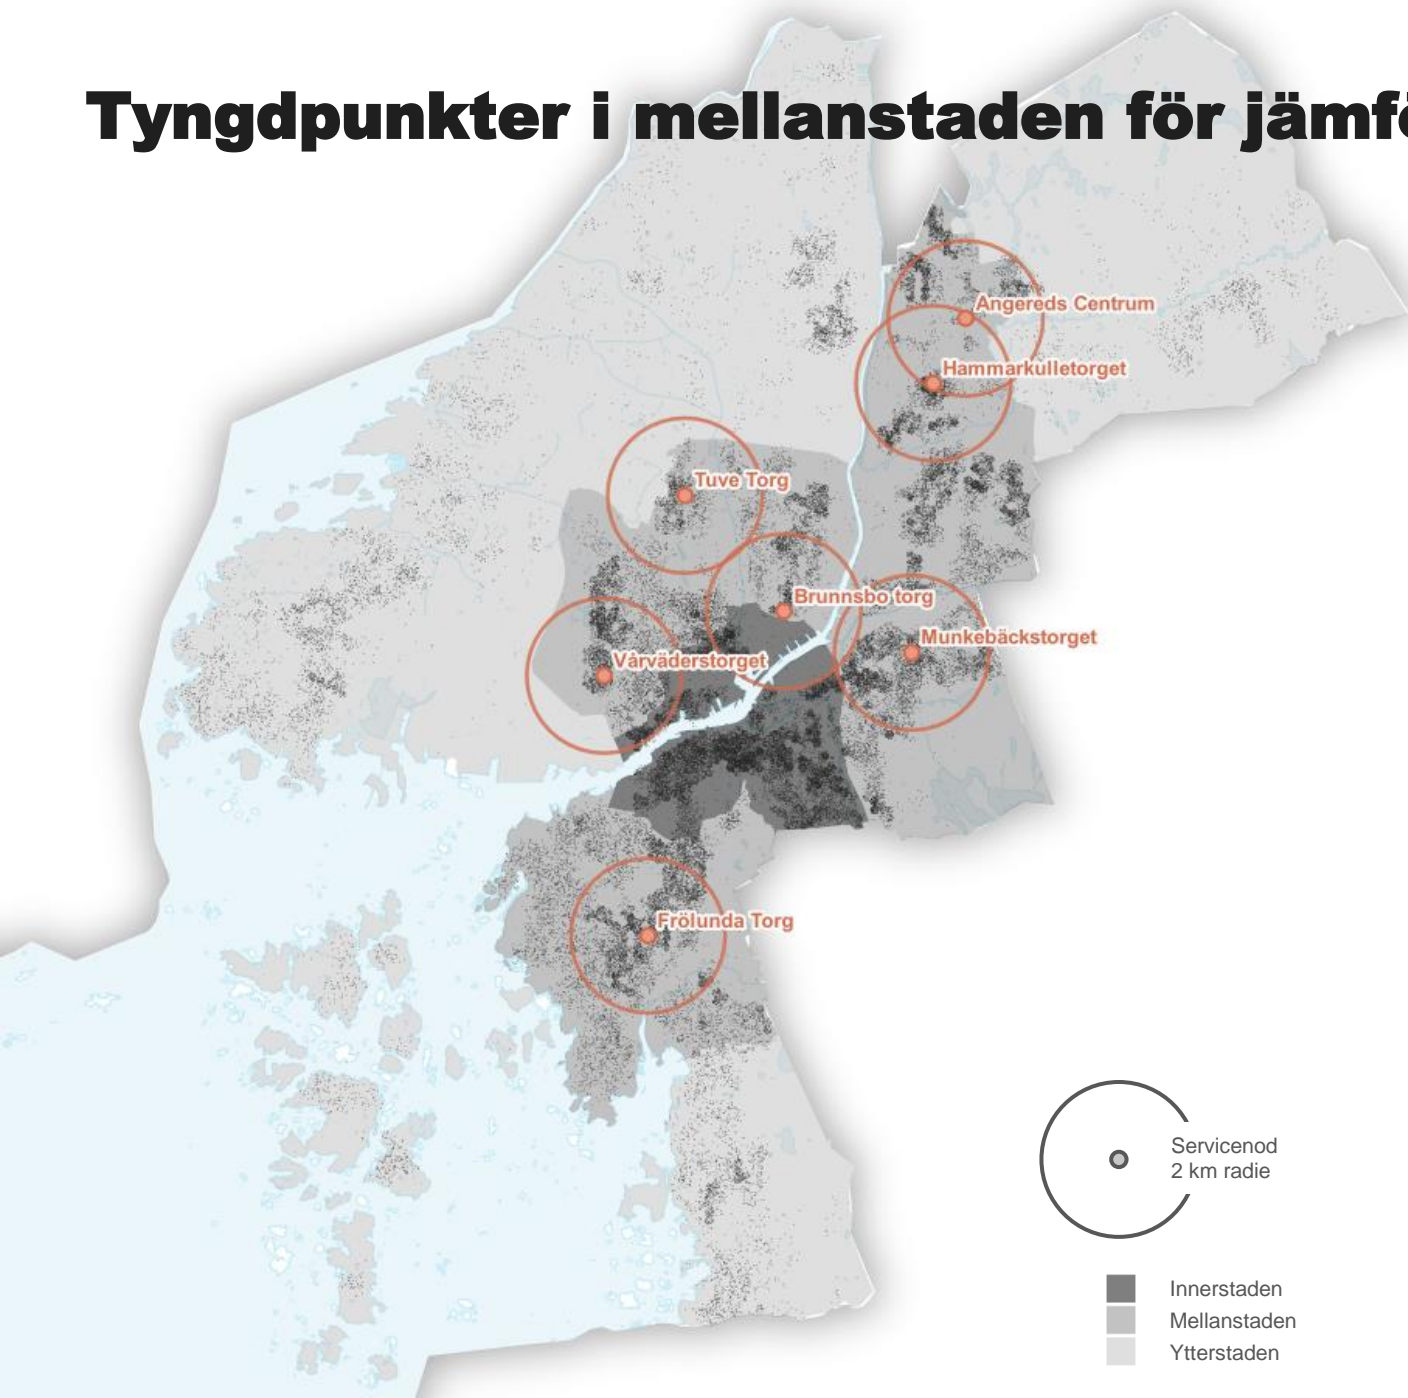 Tyngdpunkter i mellanstaden för jämfö
Angereds Centrum
Hammarkulletorget
Tuve Torg
Brunnsbo torg
Munkebäckstorget
Vårväderstorget
Frölunda Torg
Servicenod
2 km radie
Innerstaden
Mellanstaden
Ytterstaden